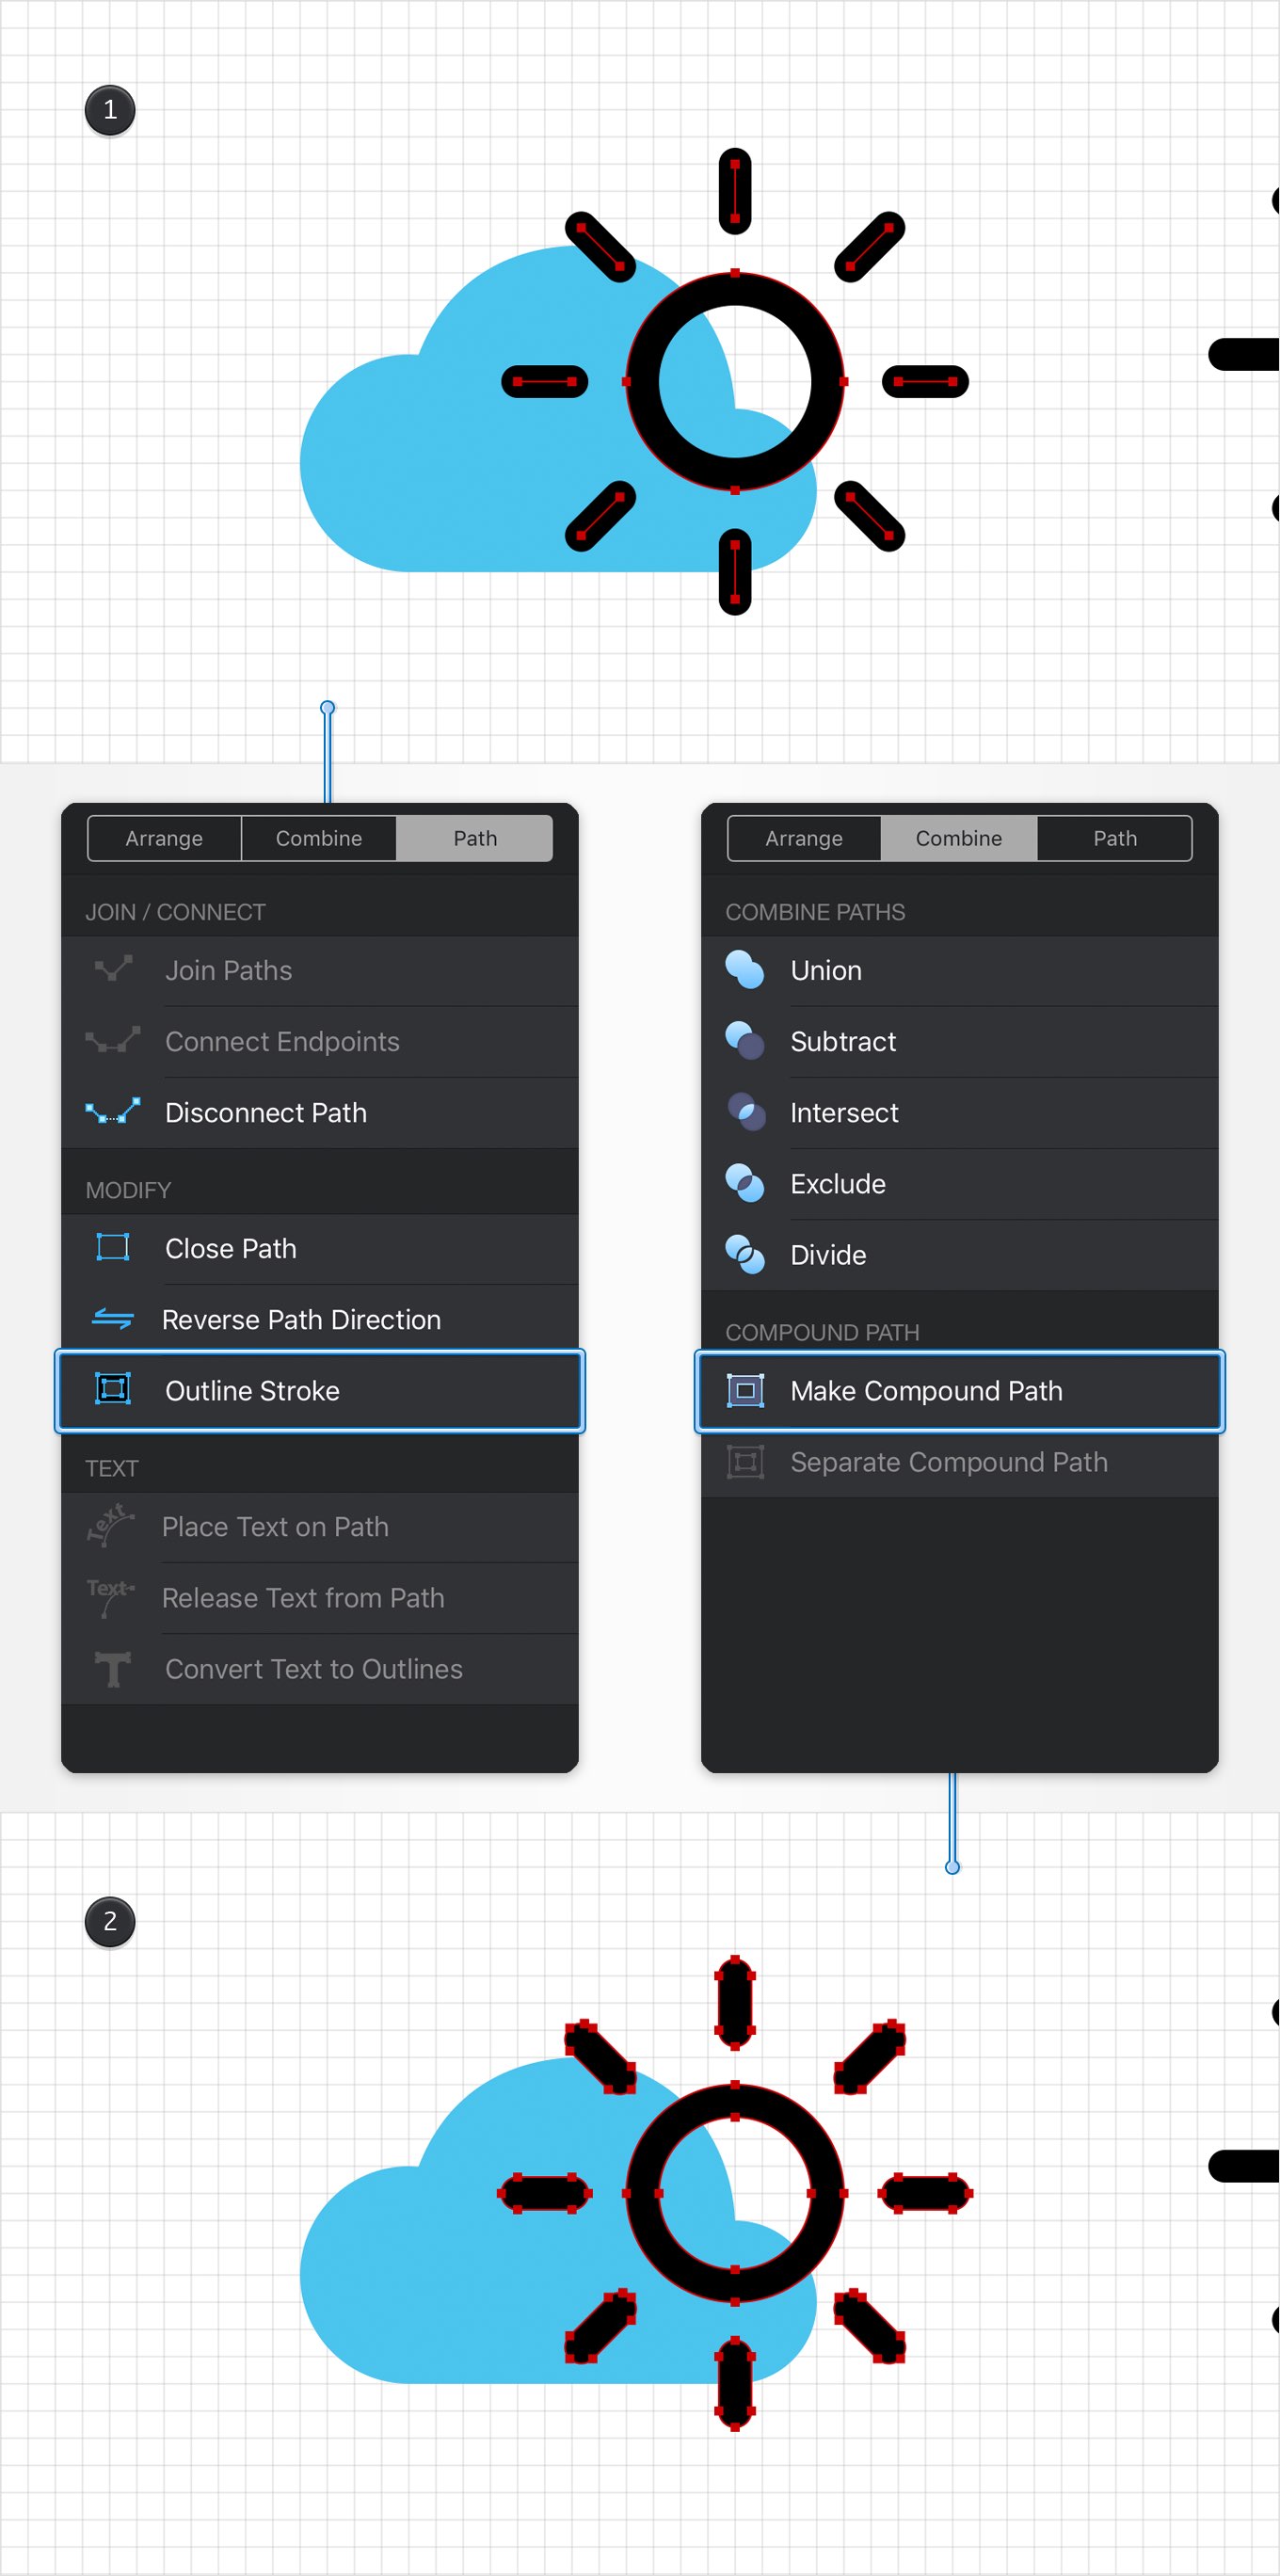 1
Arrange Combine Path
JOIN / CONNECT
Join Paths
Connect Endpoints
Disconnect Path
MODIFY
Close Path
Reverse Path Direction
Outline Stroke
TEXT
Text Place Text on Path
Text Release Text from Path
Convert Text to Outlines
Arrange Combine Path
COMBINE PATHS
Union
Subtract
Intersect
Exclude
Divide
COMPOUND PATH
Make Compound Path
Separate Compound Path
2